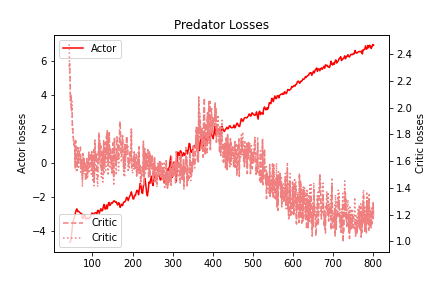 Predator Losses
Actor
Critic
Critic
Actor losses
Critic losses
6
4
2
0
−2
−4
2.4
2.2
2.0
1.8
1.6
1.4
1.2
1.0
100 200 300 400 500 600 700 800